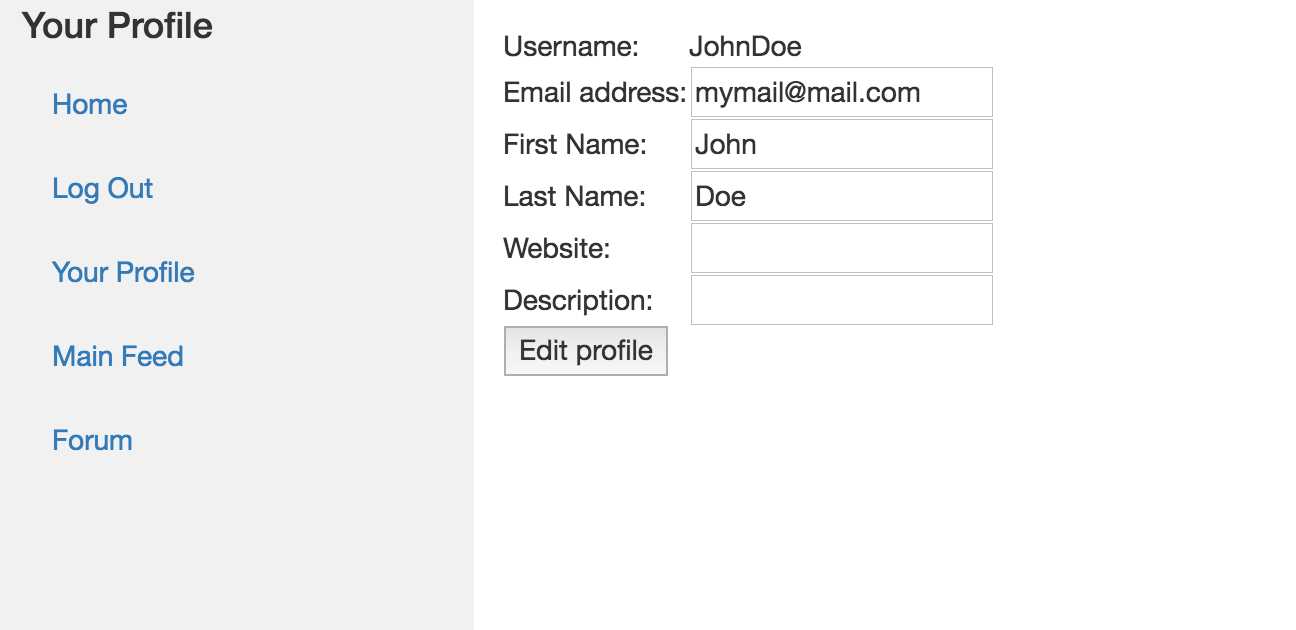 Your Profile
Home
Log Out
Your Profile
Main Feed
Forum
Username: JohnDoe
Email address: mymail@mail.com
First Name: John
Last Name: Doe
Website:
Description:
Edit profile